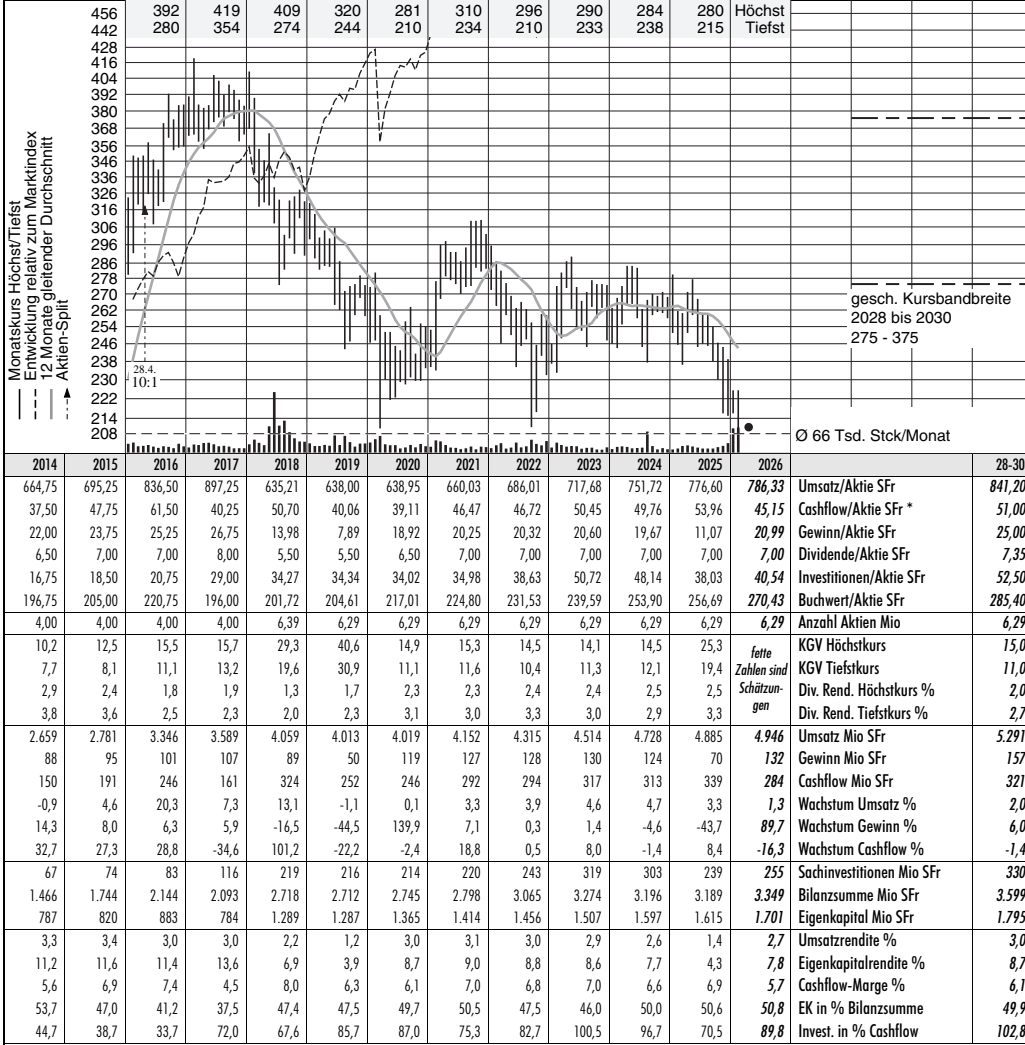 456
442
428
416
404
392
380
368
356
346
336
326
316
306
296
286
278
270
262
254
246
238
230
222
214
208
392 419 409 320 281 310 296 290 284 280 Höchst
280 354 274 244 210 234 210 233 238 215 Tiefst
Monatskurs Höchst/Tiefst
Entwicklung relativ zum Marktindex
12 Monate gleitender Durchschnitt
Aktien-Split
28.4.
10:1
gesch. Kursbandbreite
2028 bis 2030
275 - 375
Ø 66 Tsd. Stck/Monat
2014 2015 2016 2017 2018 2019 2020 2021 2022 2023 2024 2025 2026 28-30
664,75 695,25 836,50 897,25 635,21 638,00 638,95 660,03 686,01 717,68 751,72 776,60 786,33 Umsatz/Aktie SFr 841,20
37,50 47,75 61,50 40,25 50,70 40,06 39,11 46,47 46,72 50,45 49,76 53,96 45,15 Cashflow/Aktie SFr * 51,00
22,00 23,75 25,25 26,75 13,98 7,89 18,92 20,25 20,32 20,60 19,67 11,07 20,99 Gewinn/Aktie SFr 25,00
6,50 7,00 7,00 8,00 5,50 5,50 6,50 7,00 7,00 7,00 7,00 7,00 7,00 Dividende/Aktie SFr 7,35
16,75 18,50 20,75 29,00 34,27 34,34 34,02 34,98 38,63 50,72 48,14 38,03 40,54 Investitionen/Aktie SFr 52,50
196,75 205,00 220,75 196,00 201,72 204,61 217,01 224,80 231,53 239,59 253,90 256,69 270,43 Buchwert/Aktie SFr 285,40
4,00 4,00 4,00 4,00 6,39 6,29 6,29 6,29 6,29 6,29 6,29 6,29 6,29 Anzahl Aktien Mio 6,29
10,2 12,5 15,5 15,7 29,3 40,6 14,9 15,3 14,5 14,1 14,5 25,3 fette KGV Höchstkurs 15,0
7,7 8,1 11,1 13,2 19,6 30,9 11,1 11,6 10,4 11,3 12,1 19,4 Zahlen sind KGV Tiefstkurs 11,0
2,9 2,4 1,8 1,9 1,3 1,7 2,3 2,3 2,4 2,4 2,5 2,5 Schätzun- Div. Rend. Höchstkurs % 2,0
3,8 3,6 2,5 2,3 2,0 2,3 3,1 3,0 3,3 3,0 2,9 3,3 gen Div. Rend. Tiefstkurs % 2,7
2.659 2.781 3.346 3.589 4.059 4.013 4.019 4.152 4.315 4.514 4.728 4.885 4.946 Umsatz Mio SFr 5.291
88 95 101 107 89 50 119 127 128 130 124 70 132 Gewinn Mio SFr 157
150 191 246 161 324 252 246 292 294 317 313 339 284 Cashflow Mio SFr 321
-0,9 4,6 20,3 7,3 13,1 -1,1 0,1 3,3 3,9 4,6 4,7 3,3 1,3 Wachstum Umsatz % 2,0
14,3 8,0 6,3 5,9 -16,5 -44,5 139,9 7,1 0,3 1,4 -4,6 -43,7 89,7 Wachstum Gewinn % 6,0
32,7 27,3 28,8 -34,6 101,2 -22,2 -2,4 18,8 0,5 8,0 -1,4 8,4 -16,3 Wachstum Cashflow % -1,4
67 74 83 116 219 216 214 220 243 319 303 239 255 Sachinvestitionen Mio SFr 330
1.466 1.744 2.144 2.093 2.718 2.712 2.745 2.798 3.065 3.274 3.196 3.189 3.349 Bilanzsumme Mio SFr 3.599
787 820 883 784 1.289 1.287 1.365 1.414 1.456 1.507 1.597 1.615 1.701 Eigenkapital Mio SFr 1.795
3,3 3,4 3,0 3,0 2,2 1,2 3,0 3,1 3,0 2,9 2,6 1,4 2,7 Umsatzrendite % 3,0
11,2 11,6 11,4 13,6 6,9 3,9 8,7 9,0 8,8 8,6 7,7 4,3 7,8 Eigenkapitalrendite % 8,7
5,6 6,9 7,4 4,5 8,0 6,3 6,1 7,0 6,8 7,0 6,6 6,9 5,7 Cashflow-Marge % 6,1
53,7 47,0 41,2 37,5 47,4 47,5 49,7 50,5 47,5 46,0 50,0 50,6 50,8 EK in % Bilanzsumme 49,9
44,7 38,7 33,7 72,0 67,6 85,7 87,0 75,3 82,7 100,5 96,7 70,5 89,8 Invest. in % Cashflow 102,8